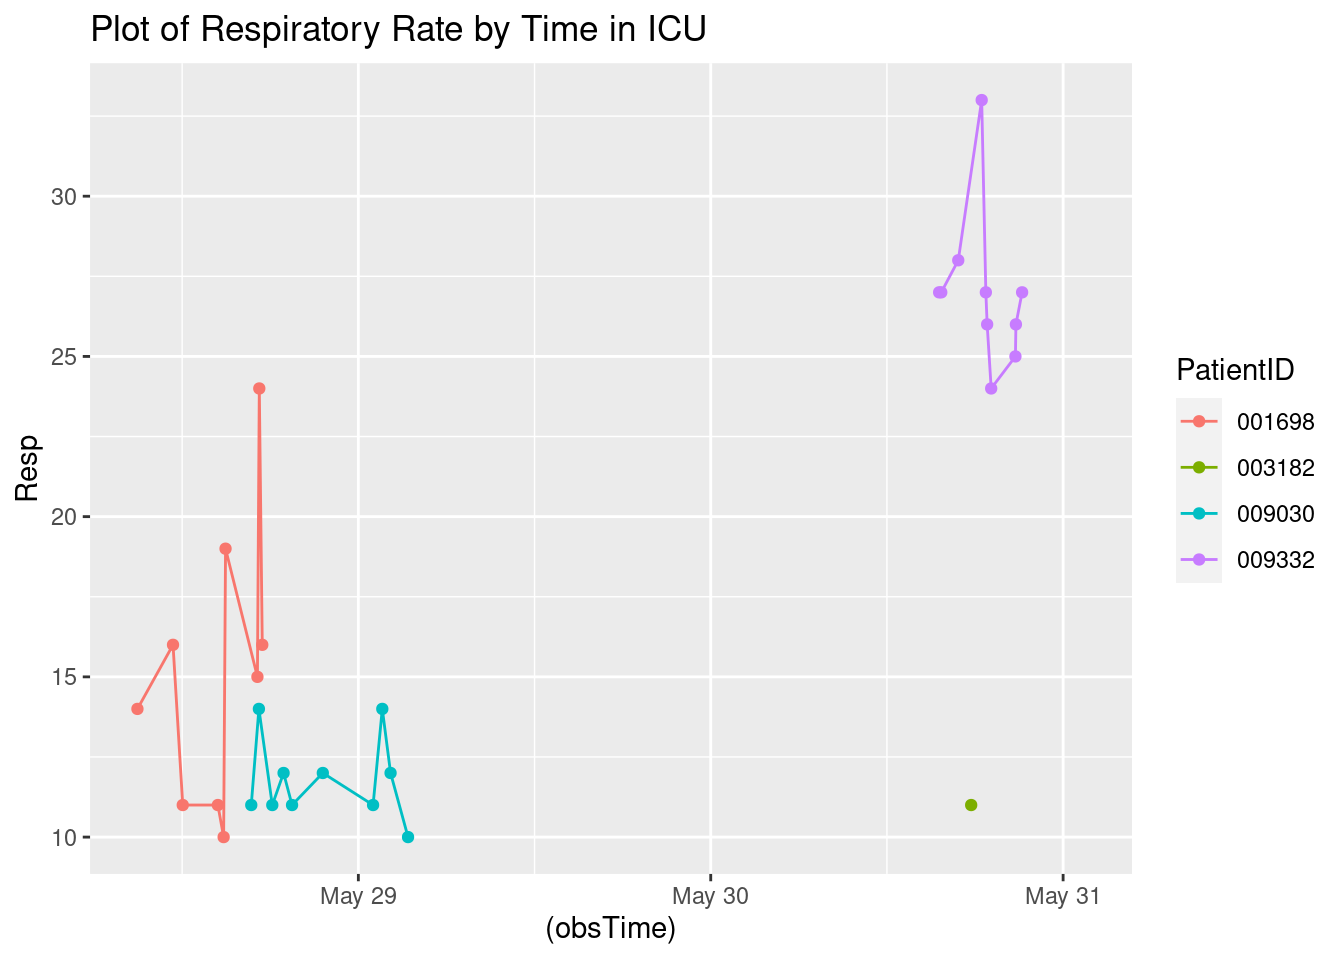 Plot of Respiratory Rate by Time in ICU
30
25
20
15
10
Resp
May 29
May 30
May 31
(obsTime)
PatientID
001698
003182
009030
009332